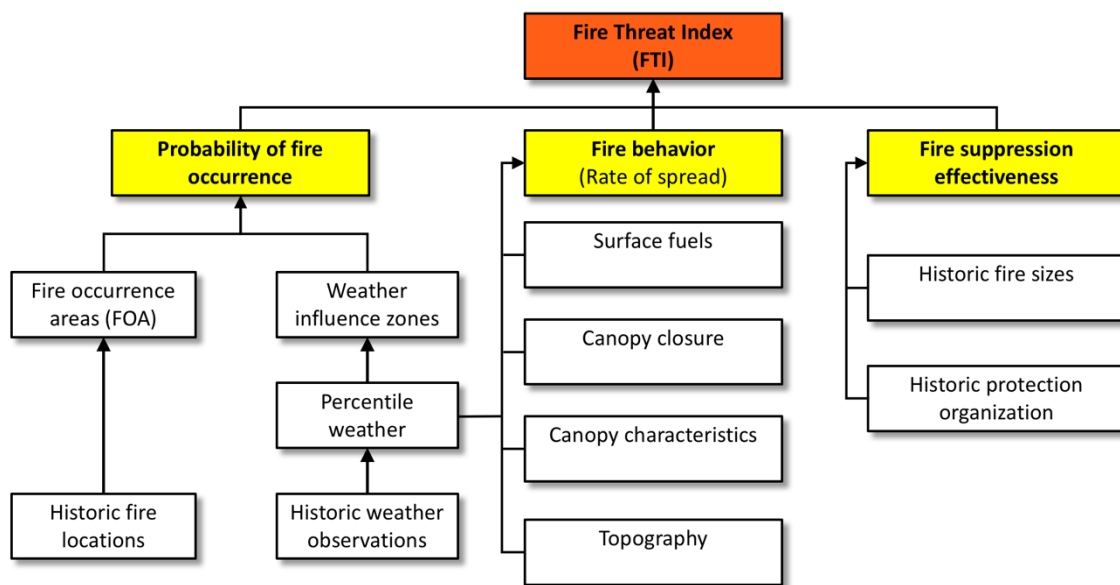 Fire Threat Index
(FTI)
Probability of fire
occurrence
Fire behavior
(Rate of spread)
Fire suppression
effectiveness
Surface fuels
Fire occurrence
areas (FOA)
Weather
influence zones
Historic fire sizes
Canopy closure
Percentile
weather
Historic protection
organization
Canopy characteristics
Historic fire
locations
Historic weather
observations
Topography